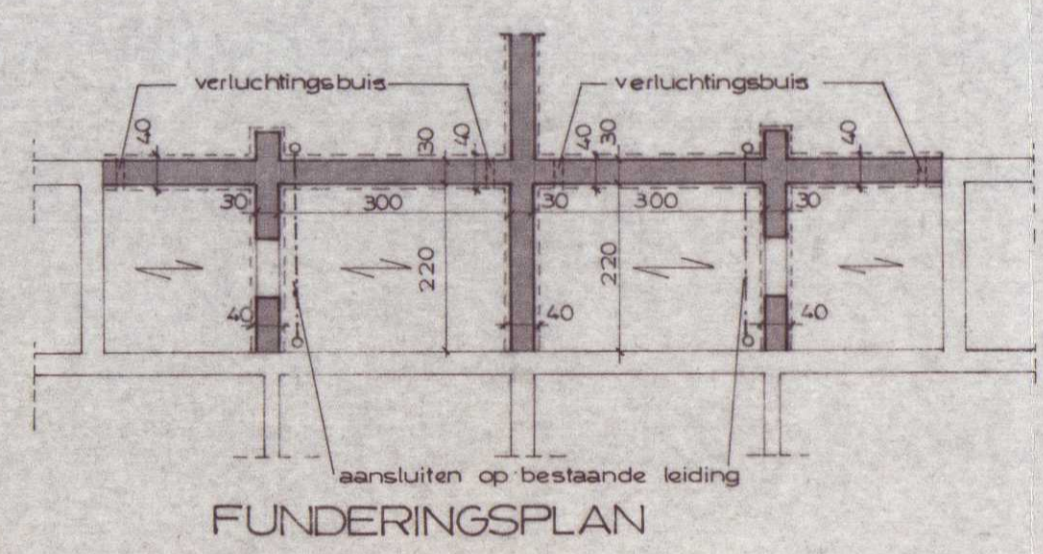 verluchtingsbuis
verluchtingsbuis
40 30 40 40 30 40
30 300 30 300 30
220 220
40 40 40
aansluiten op bestaande leiding
FUNDERINGSPLAN